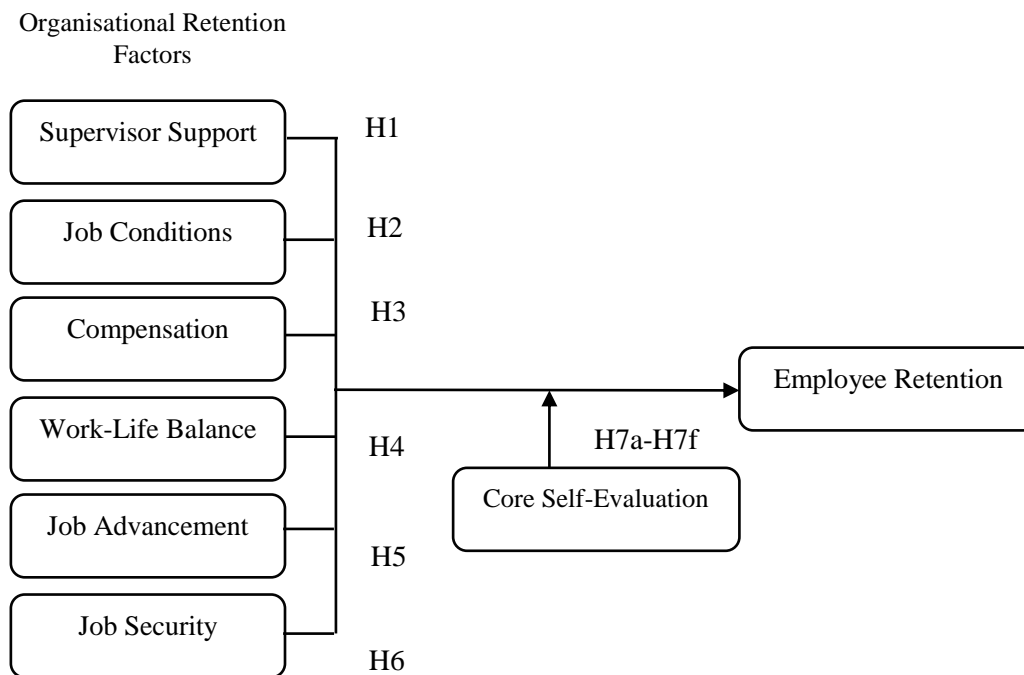 Organisational Retention
Factors
Supervisor Support
H1
Job Conditions
H2
Compensation
H3
Employee Retention
Work-Life Balance
H4
H7a-H7f
Core Self-Evaluation
Job Advancement
H5
Job Security
H6